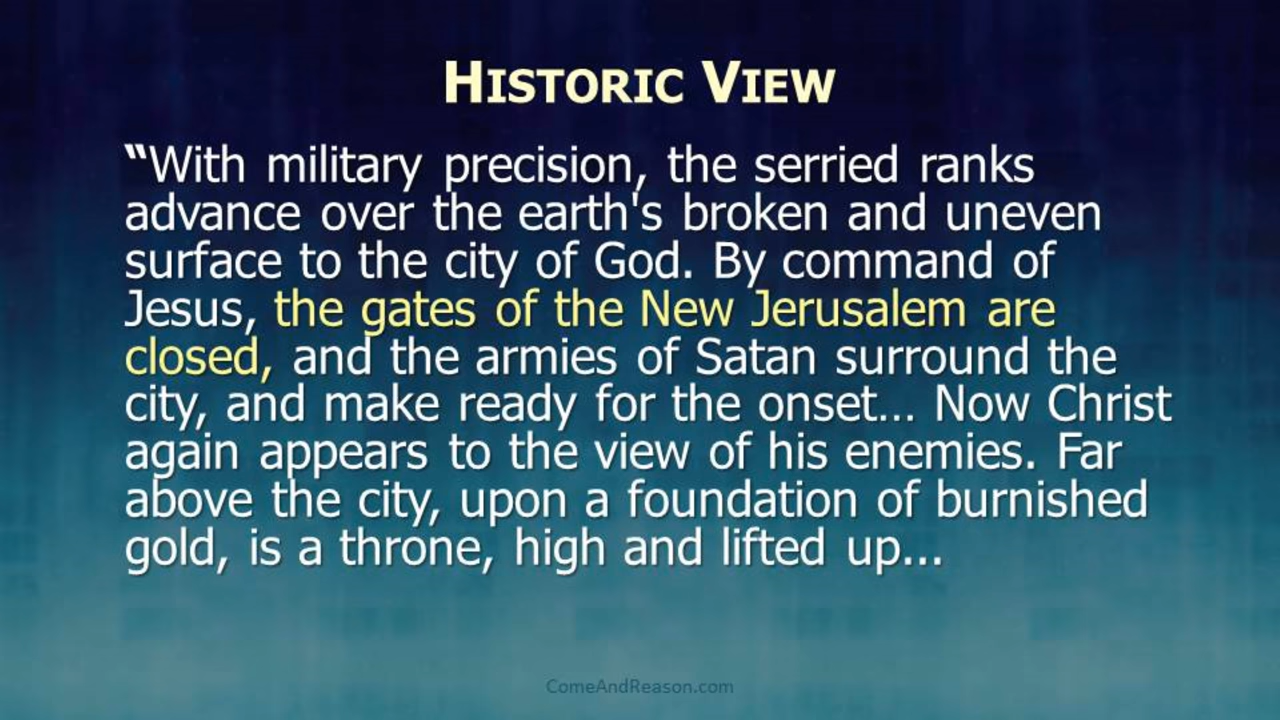 HISTORIC VIEW
“With military precision, the serried ranks
advance over the earth's broken and uneven
surface to the city of God. By command of
Jesus, the gates of the New Jerusalem are
closed, and the armies of Satan surround the
city, and make ready for the onset… Now Christ
again appears to the view of his enemies. Far
above the city, upon a foundation of burnished
gold, is a throne, high and lifted up...
ComeAndReason.com